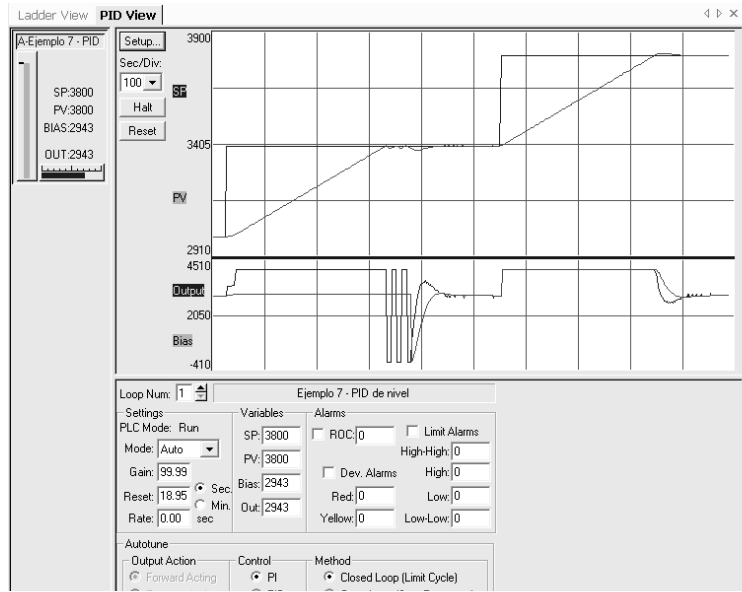 Ladder View PID View
A-Ejemplo 7 - PID
SP:3800
PV:3800
BIAS:2943
OUT:2943
Setup...
Sec/Div:
100
Halt
Reset
3900
SP
3405
PV
2910
4510
Output
2050
Bias
-410
Loop Num: 1 Ejemplo 7 - PID de nivel
Settings
PLC Mode: Run
Mode: Auto
Gain: 99.99
Reset: 18.95 Sec.
Min.
Rate: 0.00 sec
Variables
SP: 3800
PV: 3800
Bias: 2943
Out: 2943
Alarms
ROC: 0 Limit Alarms
High-High: 0
Dev. Alarms High: 0
Red: 0 Low: 0
Yellow: 0 Low-Low: 0
Autotune
Output Action Control Method
Forward Acting PI Closed Loop (Limit Cycle)